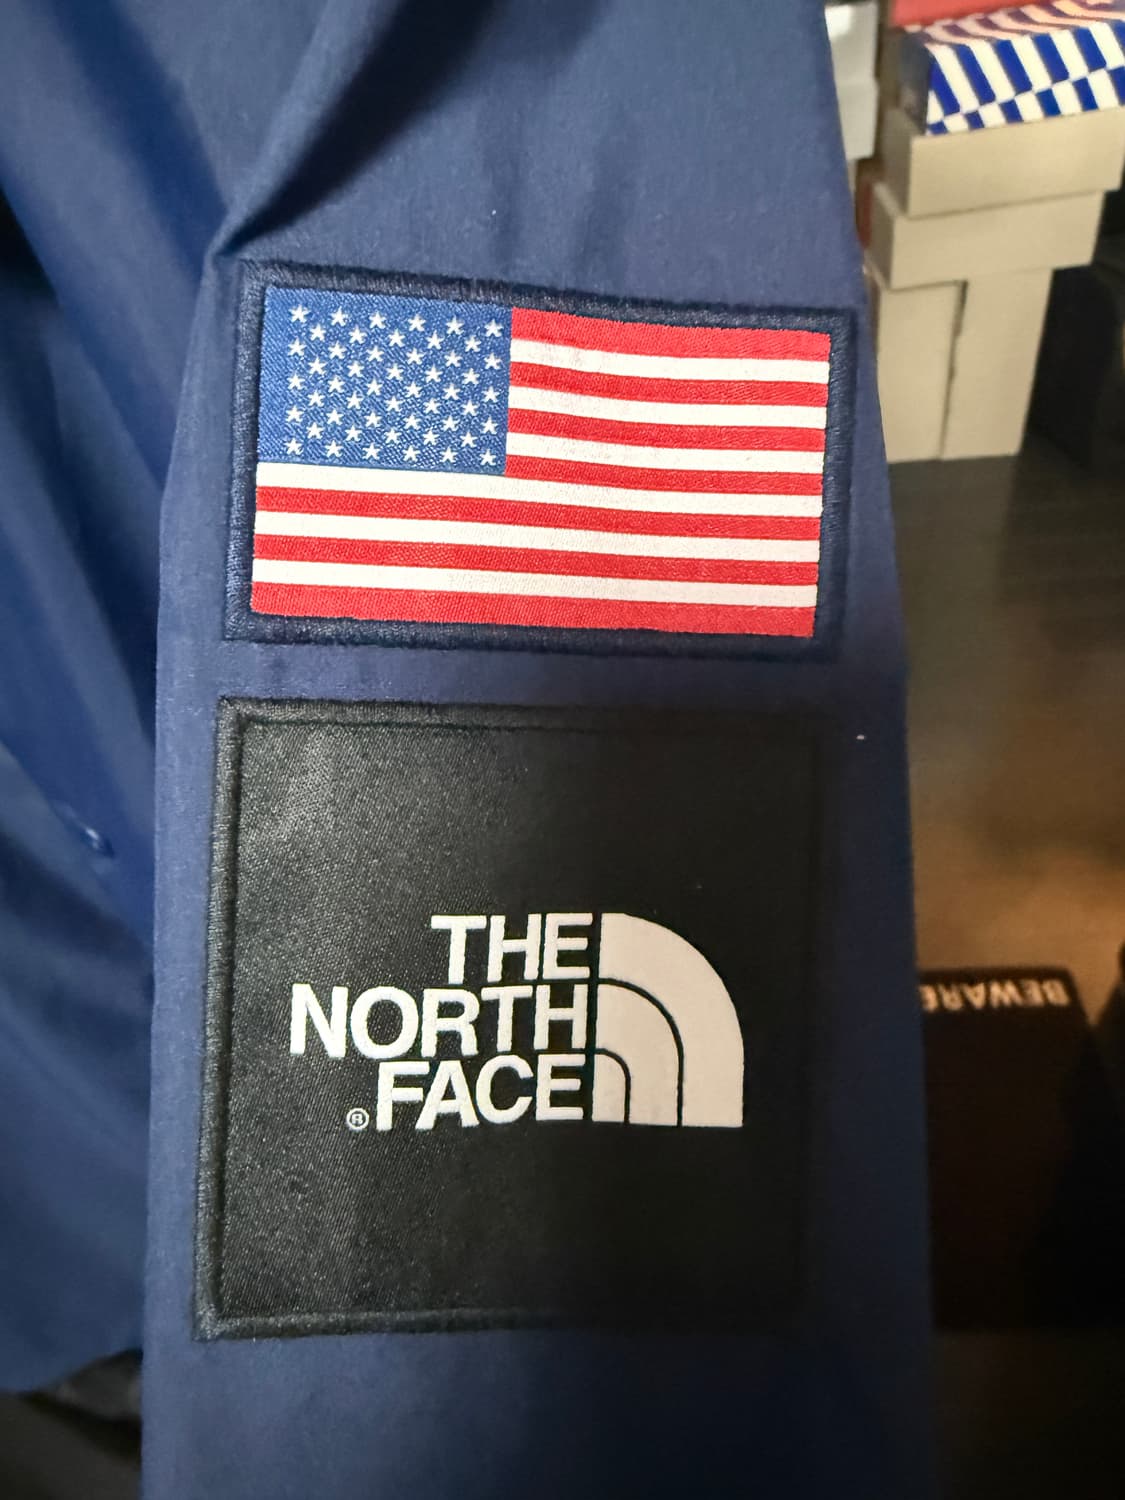 THE
NORTH
FACE
®
BEWARE